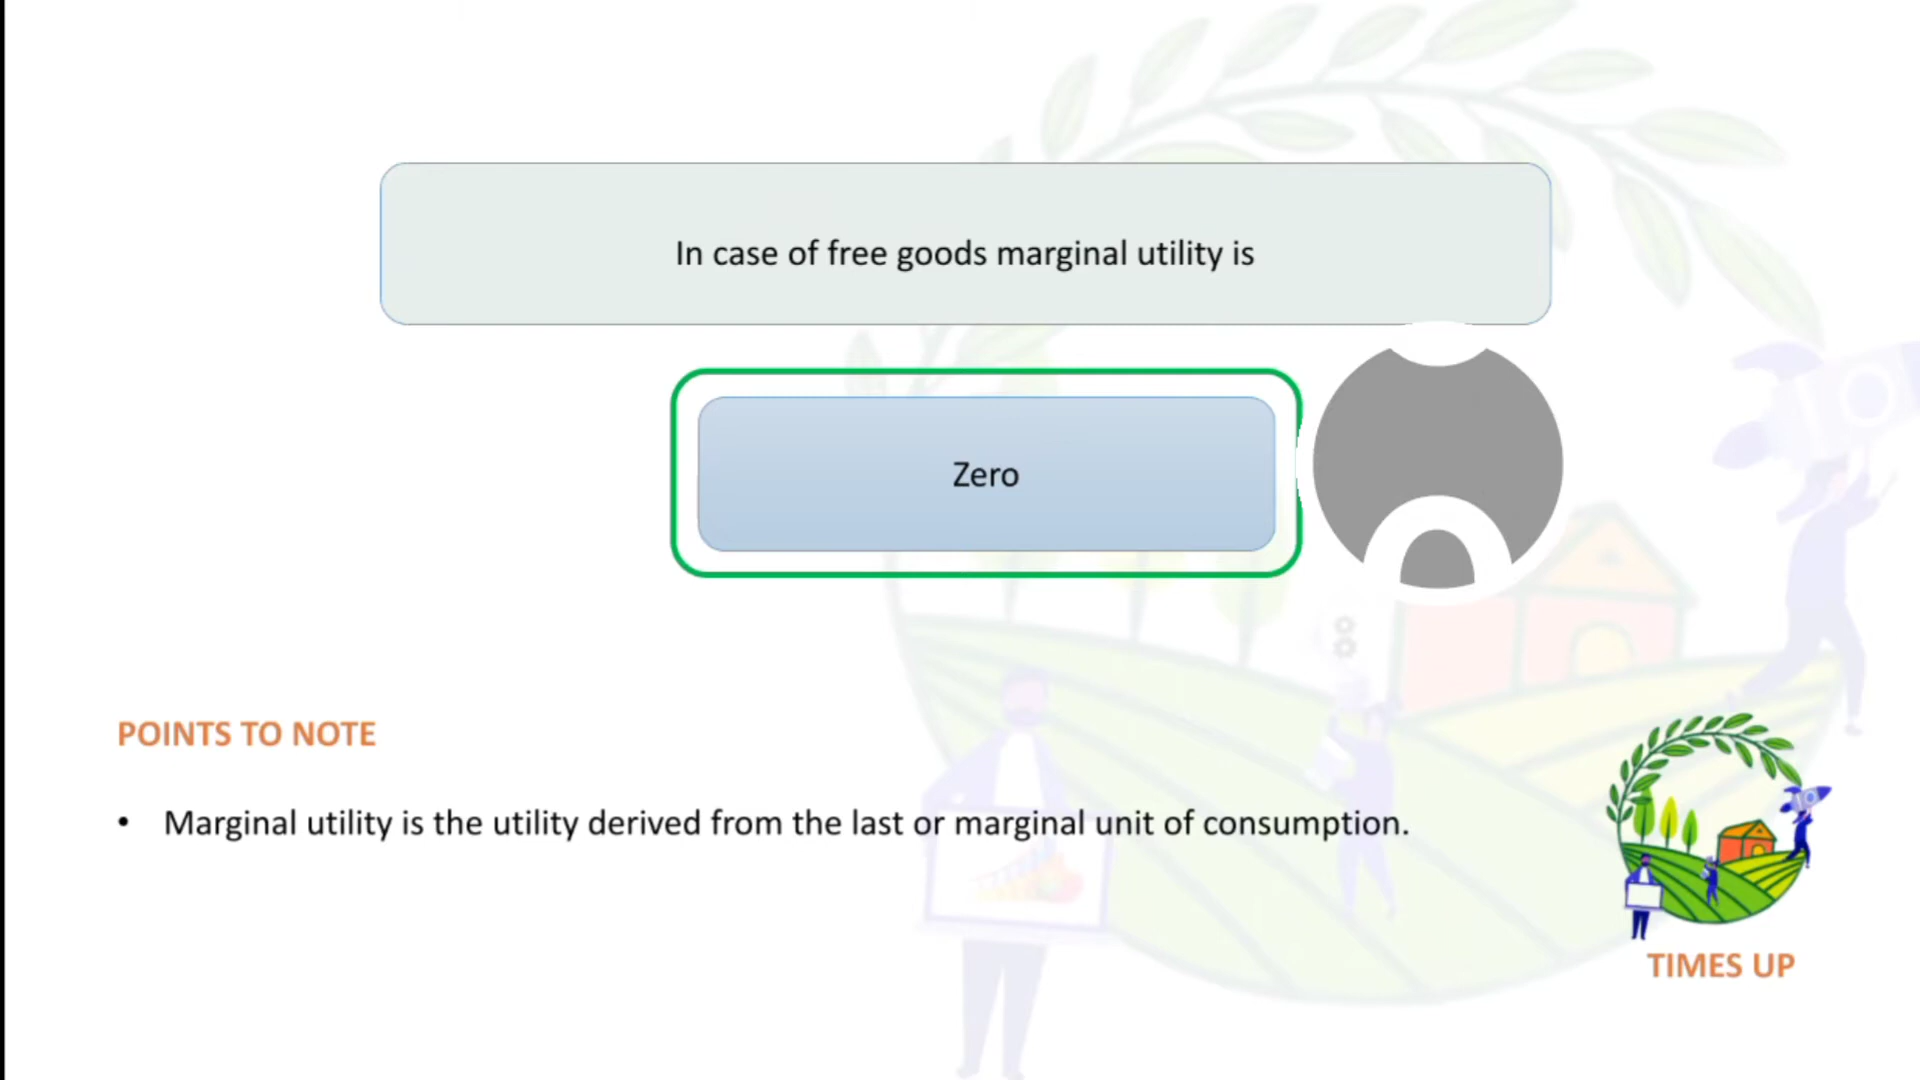 In case of free goods marginal utility is
Zero
POINTS TO NOTE
• Marginal utility is the utility derived from the last or marginal unit of consumption.
TIMES UP